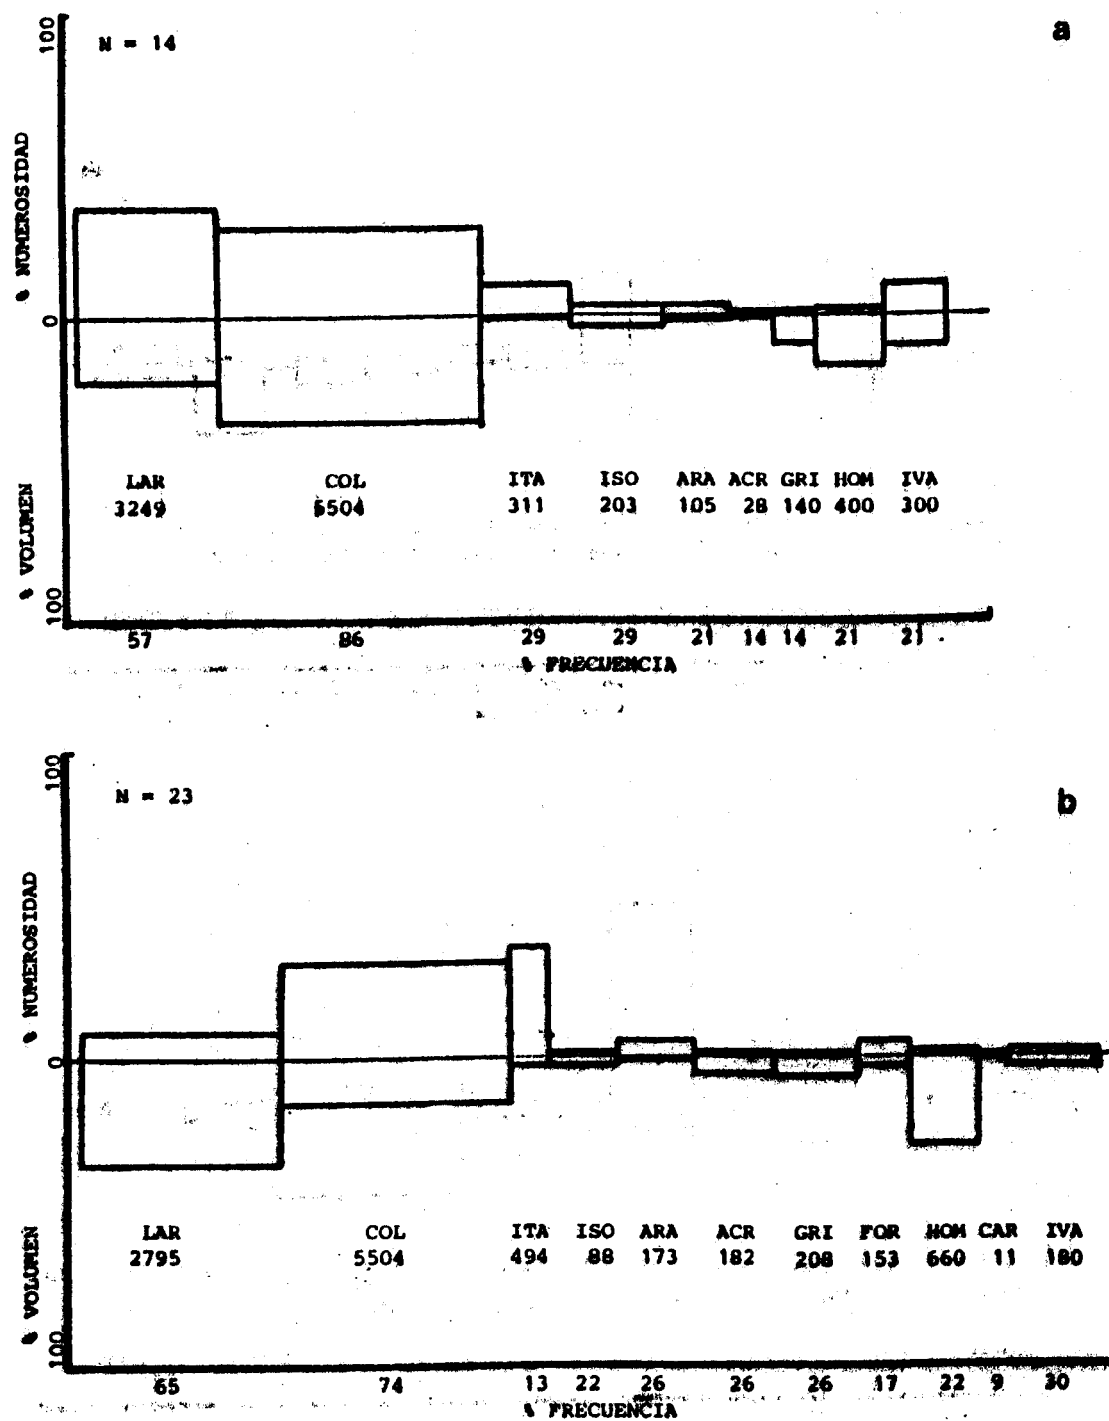 100
N = 14
a
% NUMEROSIDAD
0
LAR COL ITA ISO ARA ACR GRI HOM IVA
3249 5504 311 203 105 28 140 400 300
% VOLUMEN
100
57 86 29 29 21 14 14 21 21
% FRECUENCIA
100
N = 23
b
% NUMEROSIDAD
0
LAR COL ITA ISO ARA ACR GRI FOR HOM CAR IVA
2795 5504 494 88 173 182 208 153 660 11 180
% VOLUMEN
100
65 74 13 22 26 26 26 17 22 9 30
% FRECUENCIA